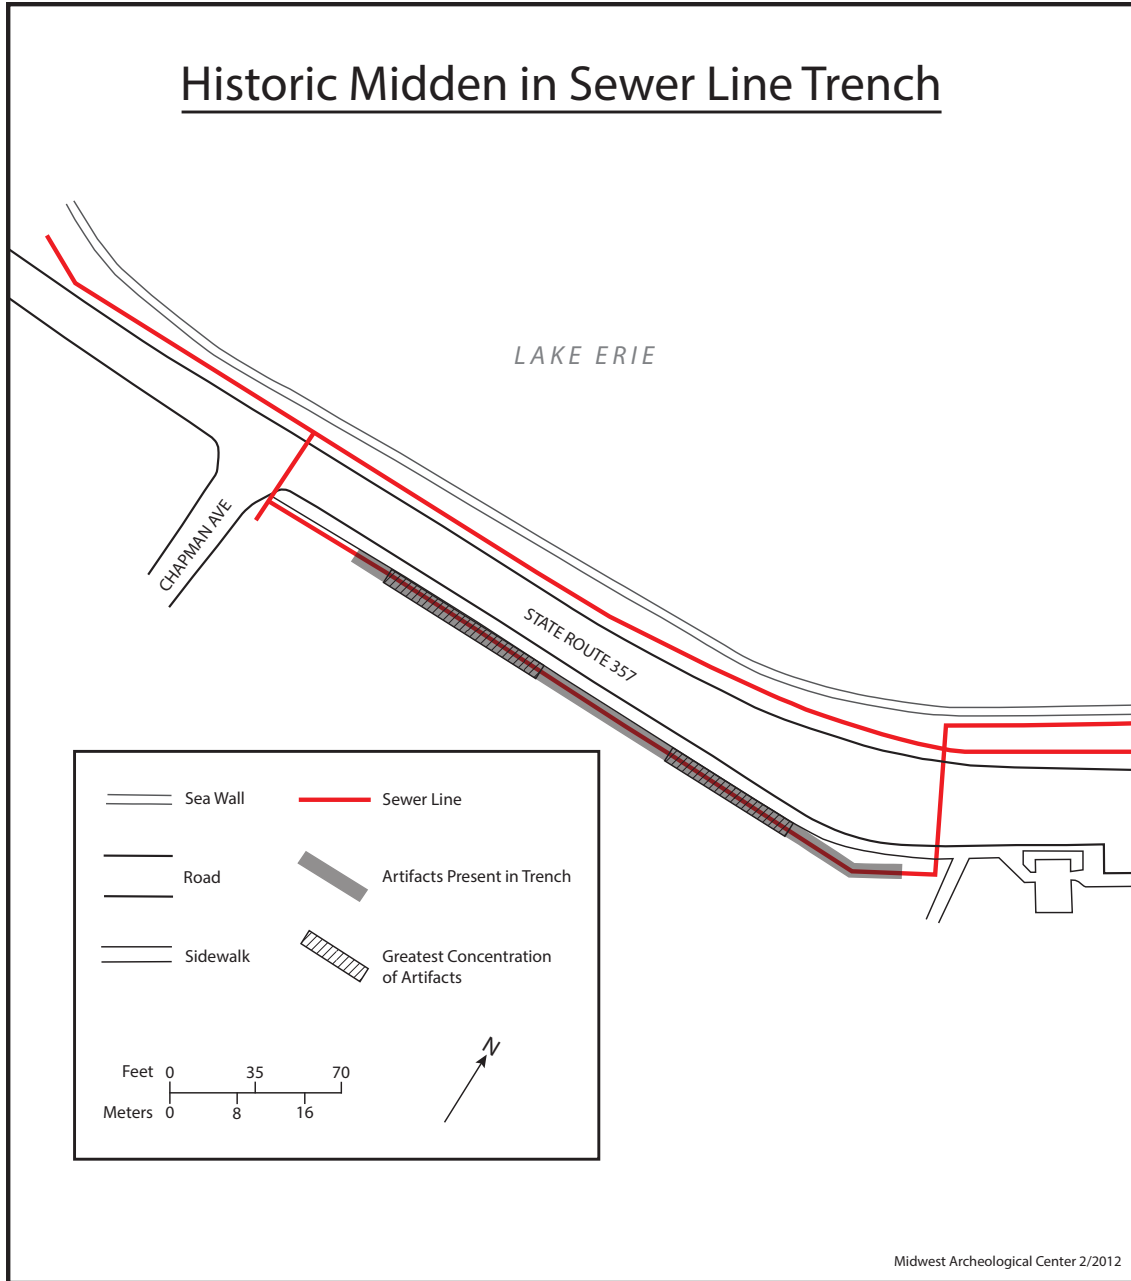 Historic Midden in Sewer Line Trench
LAKE ERIE
CHAPMAN AVE
STATE ROUTE 357
Sea Wall
Sewer Line
Road
Artifacts Present in Trench
Sidewalk
Greatest Concentration
of Artifacts
N
Feet 0 35 70
Meters 0 8 16
Midwest Archeological Center 2/2012